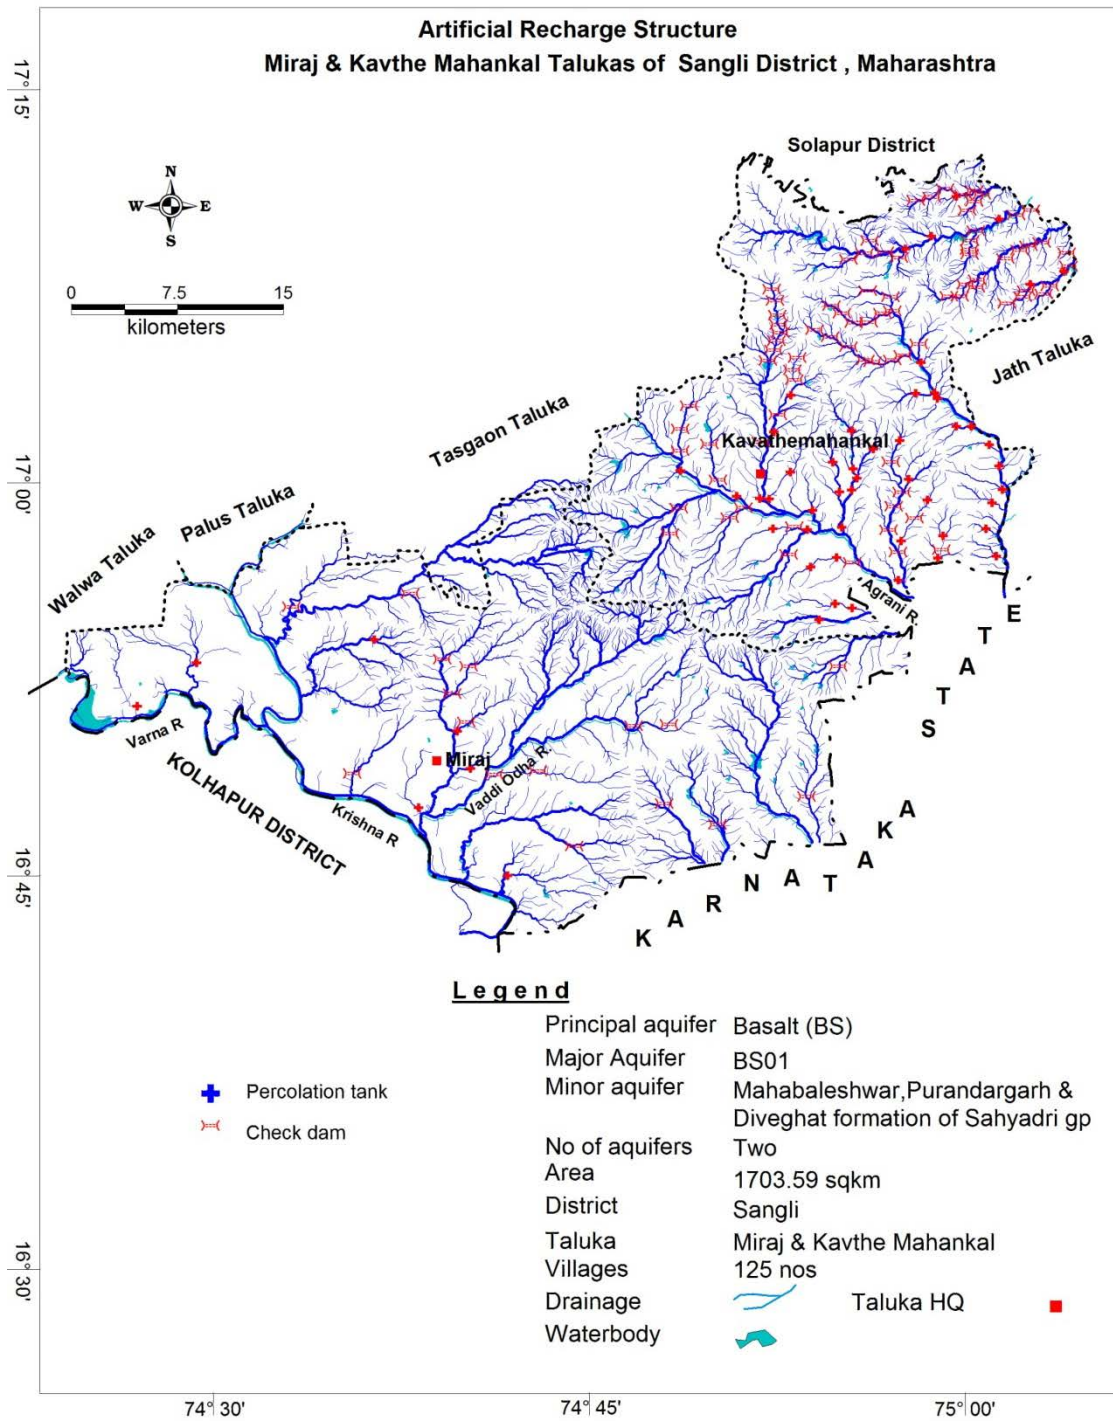 Artificial Recharge Structure
Miraj & Kavthe Mahankal Talukas of Sangli District , Maharashtra
17° 15'
Solapur District
N
W E
S
0 7.5 15
kilometers
Jath Taluka
Tasgaon Taluka
Kavathemahankal
17° 00'
Palus Taluka
Walwa Taluka
Agrani R
Varna R
Miraj
Vaddi Odha R.
KOLHAPUR DISTRICT
Krishna R
KARNATAKA STATE
16° 45'
Legend
Principal aquifer Basalt (BS)
Major Aquifer BS01
Minor aquifer Mahabaleshwar,Purandargarh &
Diveghat formation of Sahyadri gp
Percolation tank
Check dam
No of aquifers Two
Area 1703.59 sqkm
District Sangli
Taluka Miraj & Kavthe Mahankal
Villages 125 nos
16° 30'
Drainage Taluka HQ
Waterbody
74° 30' 74° 45' 75° 00'